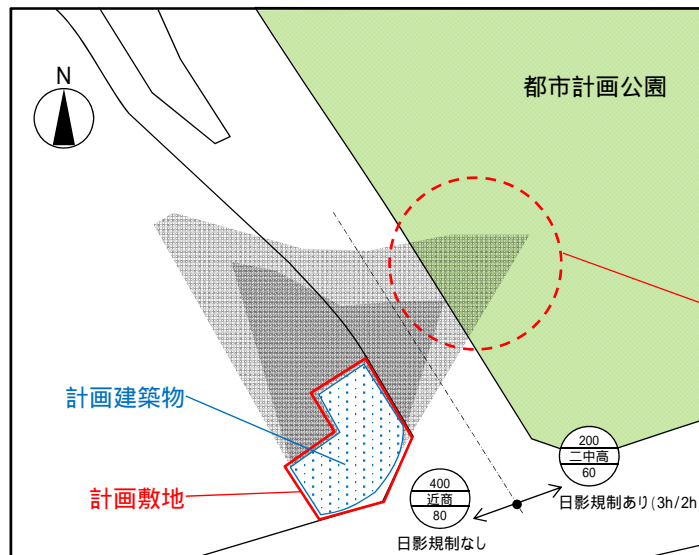 都市計画公園
N
計画建築物
計画敷地
200
二中高
60
400
近商
80
日影規制あり(3h/2h
日影規制なし